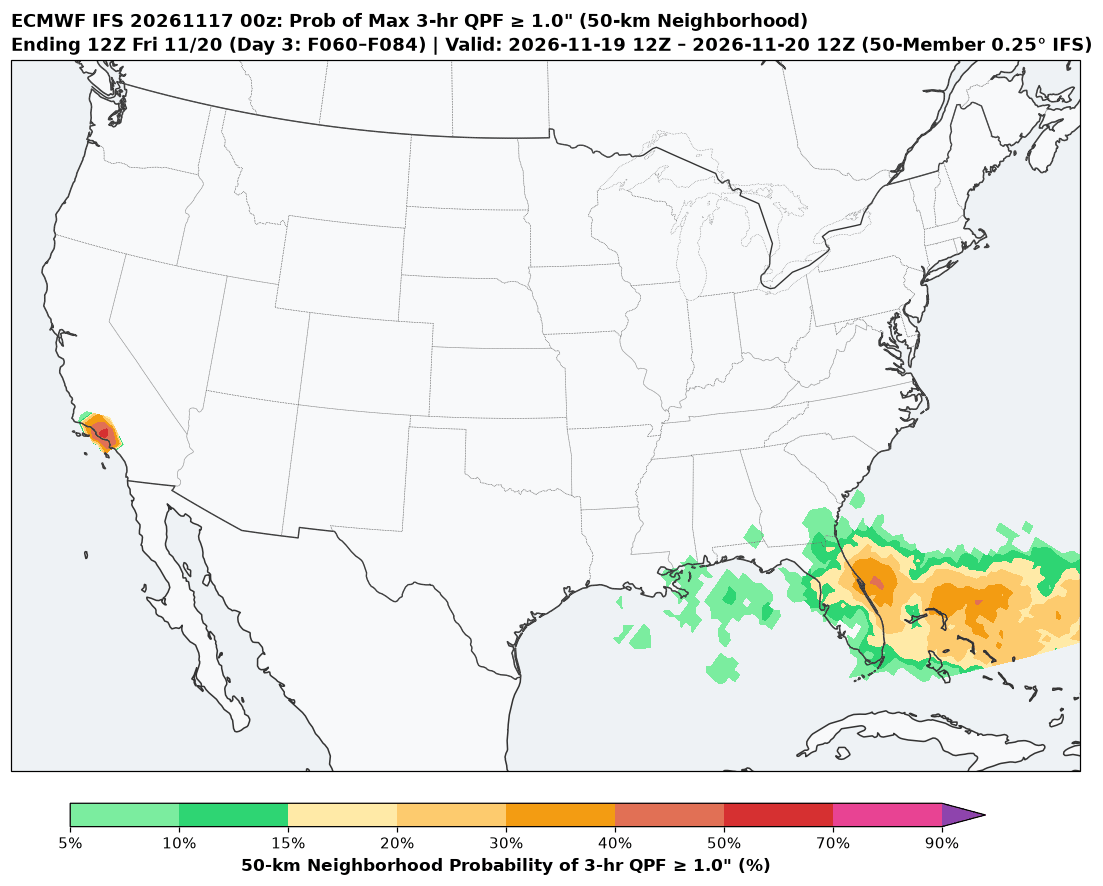 ECMWF IFS 20261117 00z: Prob of Max 3-hr QPF ≥ 1.0" (50-km Neighborhood)
Ending 12Z Fri 11/20 (Day 3: F060–F084) | Valid: 2026-11-19 12Z – 2026-11-20 12Z (50-Member 0.25° IFS)
5% 10% 15% 20% 30% 40% 50% 70% 90%
50-km Neighborhood Probability of 3-hr QPF ≥ 1.0" (%)